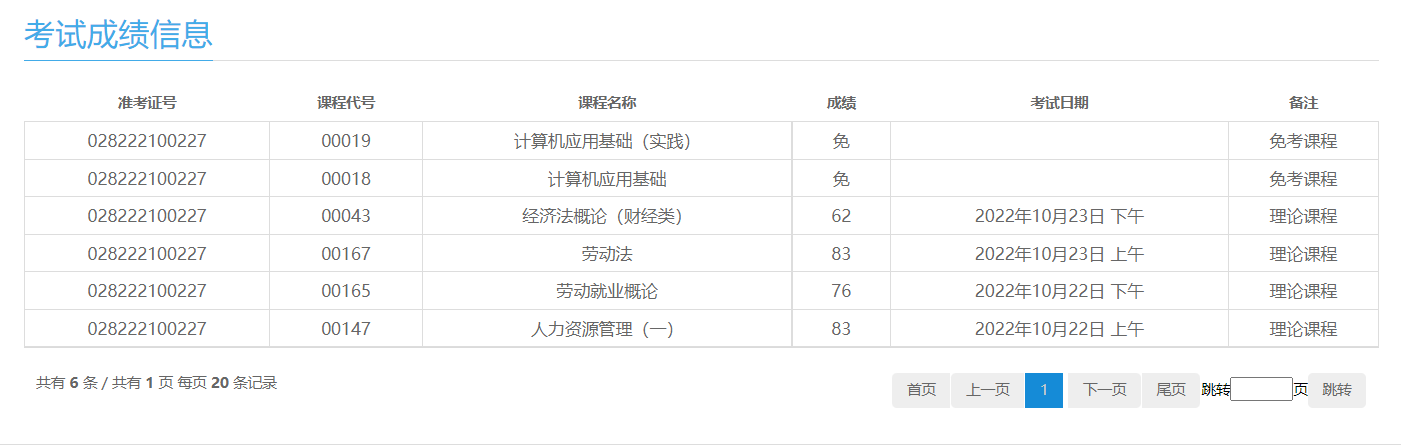 考试成绩信息
准考证号 课程代号 课程名称 成绩 考试日期 备注
028222100227 00019 计算机应用基础（实践） 免 免考课程
028222100227 00018 计算机应用基础 免 免考课程
028222100227 00043 经济法概论（财经类） 62 2022年10月23日 下午 理论课程
028222100227 00167 劳动法 83 2022年10月23日 上午 理论课程
028222100227 00165 劳动就业概论 76 2022年10月22日 下午 理论课程
028222100227 00147 人力资源管理（一） 83 2022年10月22日 上午 理论课程
共有 6 条 / 共有 1 页 每页 20 条记录 首页 上一页 1 下一页 尾页 跳转 页 跳转